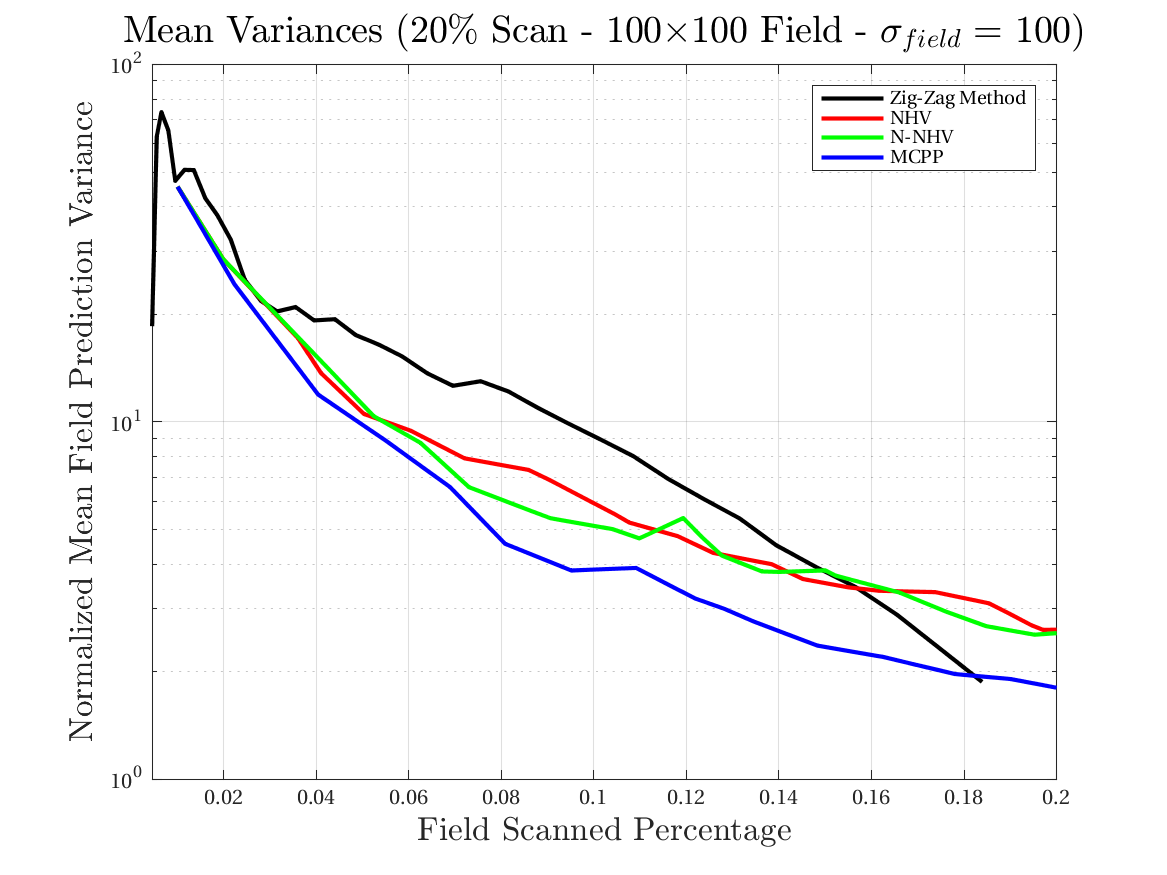 Mean Variances (20% Scan - 100×100 Field - σ_field = 100)
Normalized Mean Field Prediction Variance
10^2
10^1
10^0
Zig-Zag Method
NHV
N-NHV
MCPP
0.02 0.04 0.06 0.08 0.1 0.12 0.14 0.16 0.18 0.2
Field Scanned Percentage